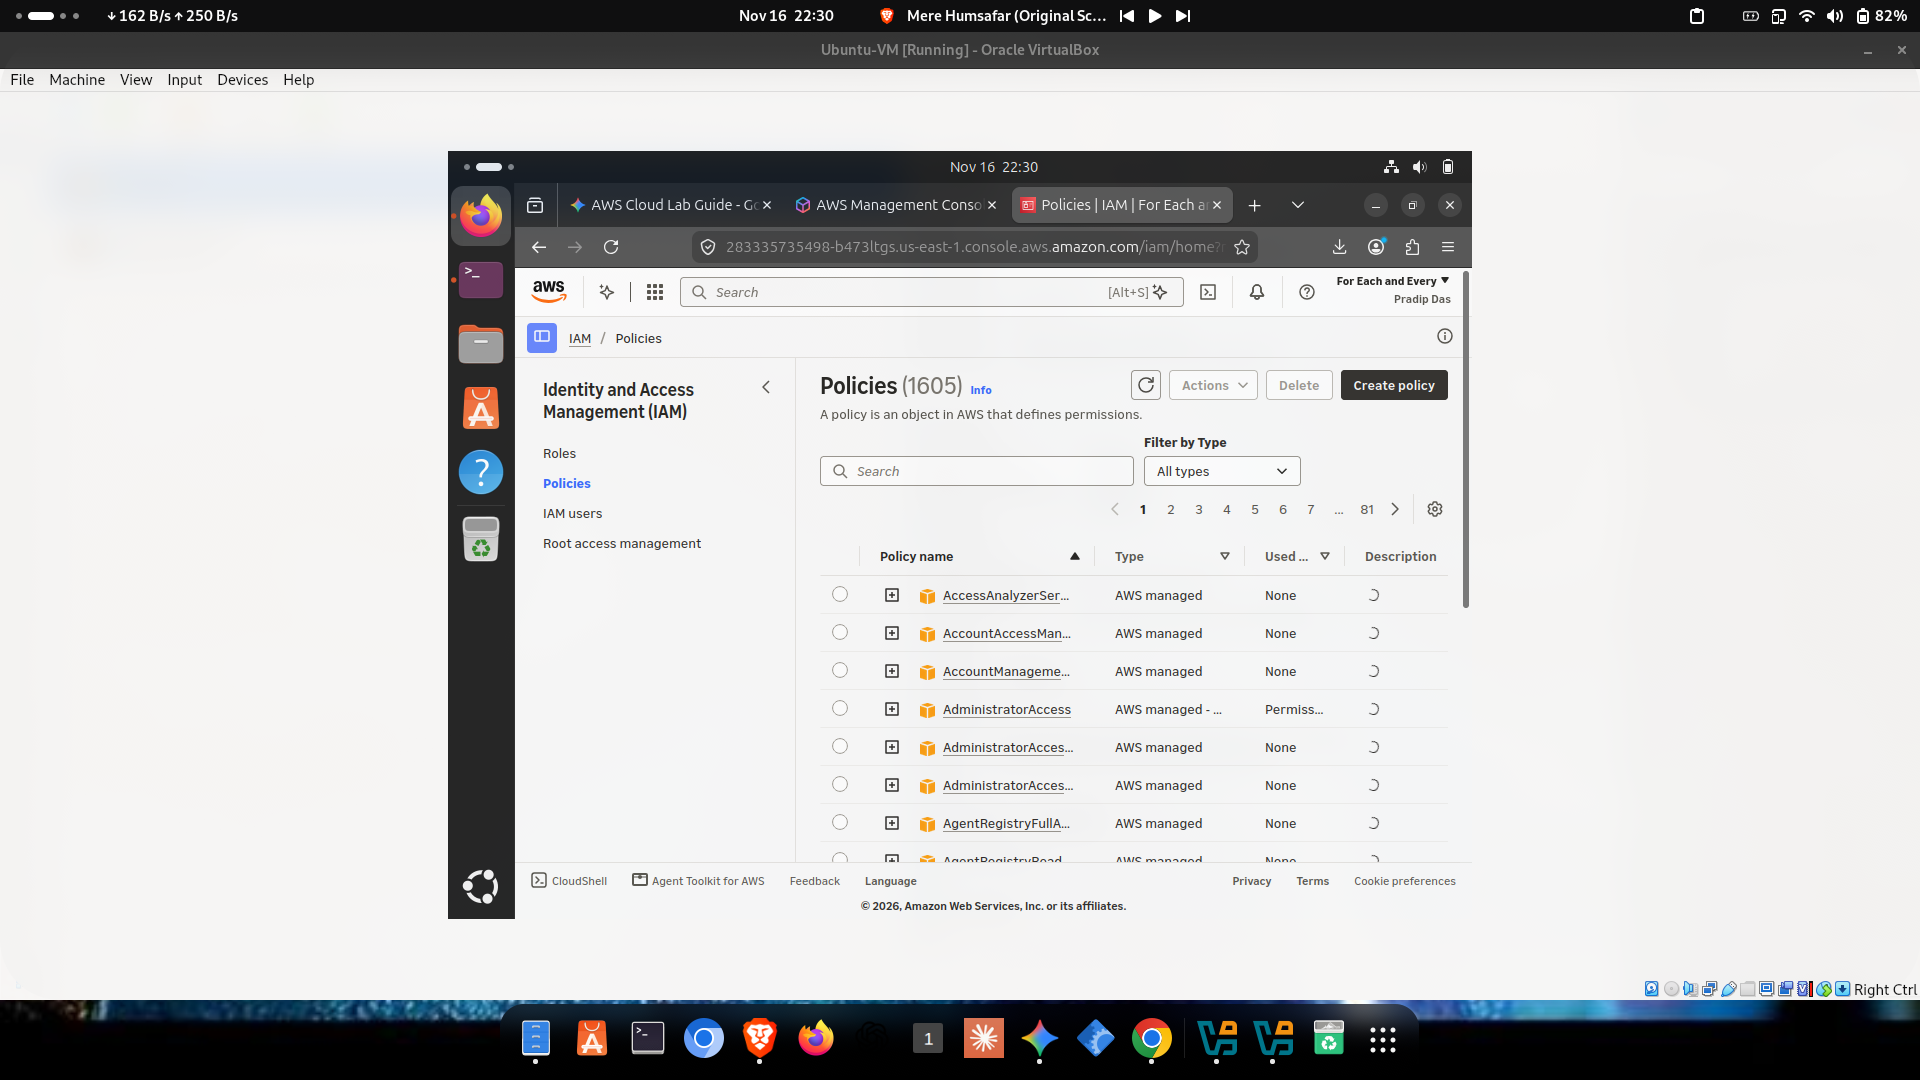 ↓ 162 B/s ↑ 250 B/s
Nov 16 22:30
Mere Humsafar (Original Sc...
82%
Ubuntu-VM [Running] - Oracle VirtualBox
File Machine View Input Devices Help
Nov 16 22:30
AWS Cloud Lab Guide - Go
AWS Management Conso
Policies | IAM | For Each an
283335735498-b473ltgs.us-east-1.console.aws.amazon.com/iam/home?
aws
Search
[Alt+S]
For Each and Every
Pradip Das
IAM / Policies
Identity and Access
Management (IAM)
Roles
Policies
IAM users
Root access management
Policies (1605) Info
Actions
Delete
Create policy
A policy is an object in AWS that defines permissions.
Filter by Type
Search
All types
1 2 3 4 5 6 7 ... 81
Policy name Type Used ... Description
AccessAnalyzerSer... AWS managed None
AccountAccessMan... AWS managed None
AccountManageme... AWS managed None
AdministratorAccess AWS managed - ... Permiss...
AdministratorAcces... AWS managed None
AdministratorAcces... AWS managed None
AgentRegistryFullA... AWS managed None
AgentRegistryRead AWS managed None
CloudShell Agent Toolkit for AWS Feedback Language Privacy Terms Cookie preferences
© 2026, Amazon Web Services, Inc. or its affiliates.
Right Ctrl
1